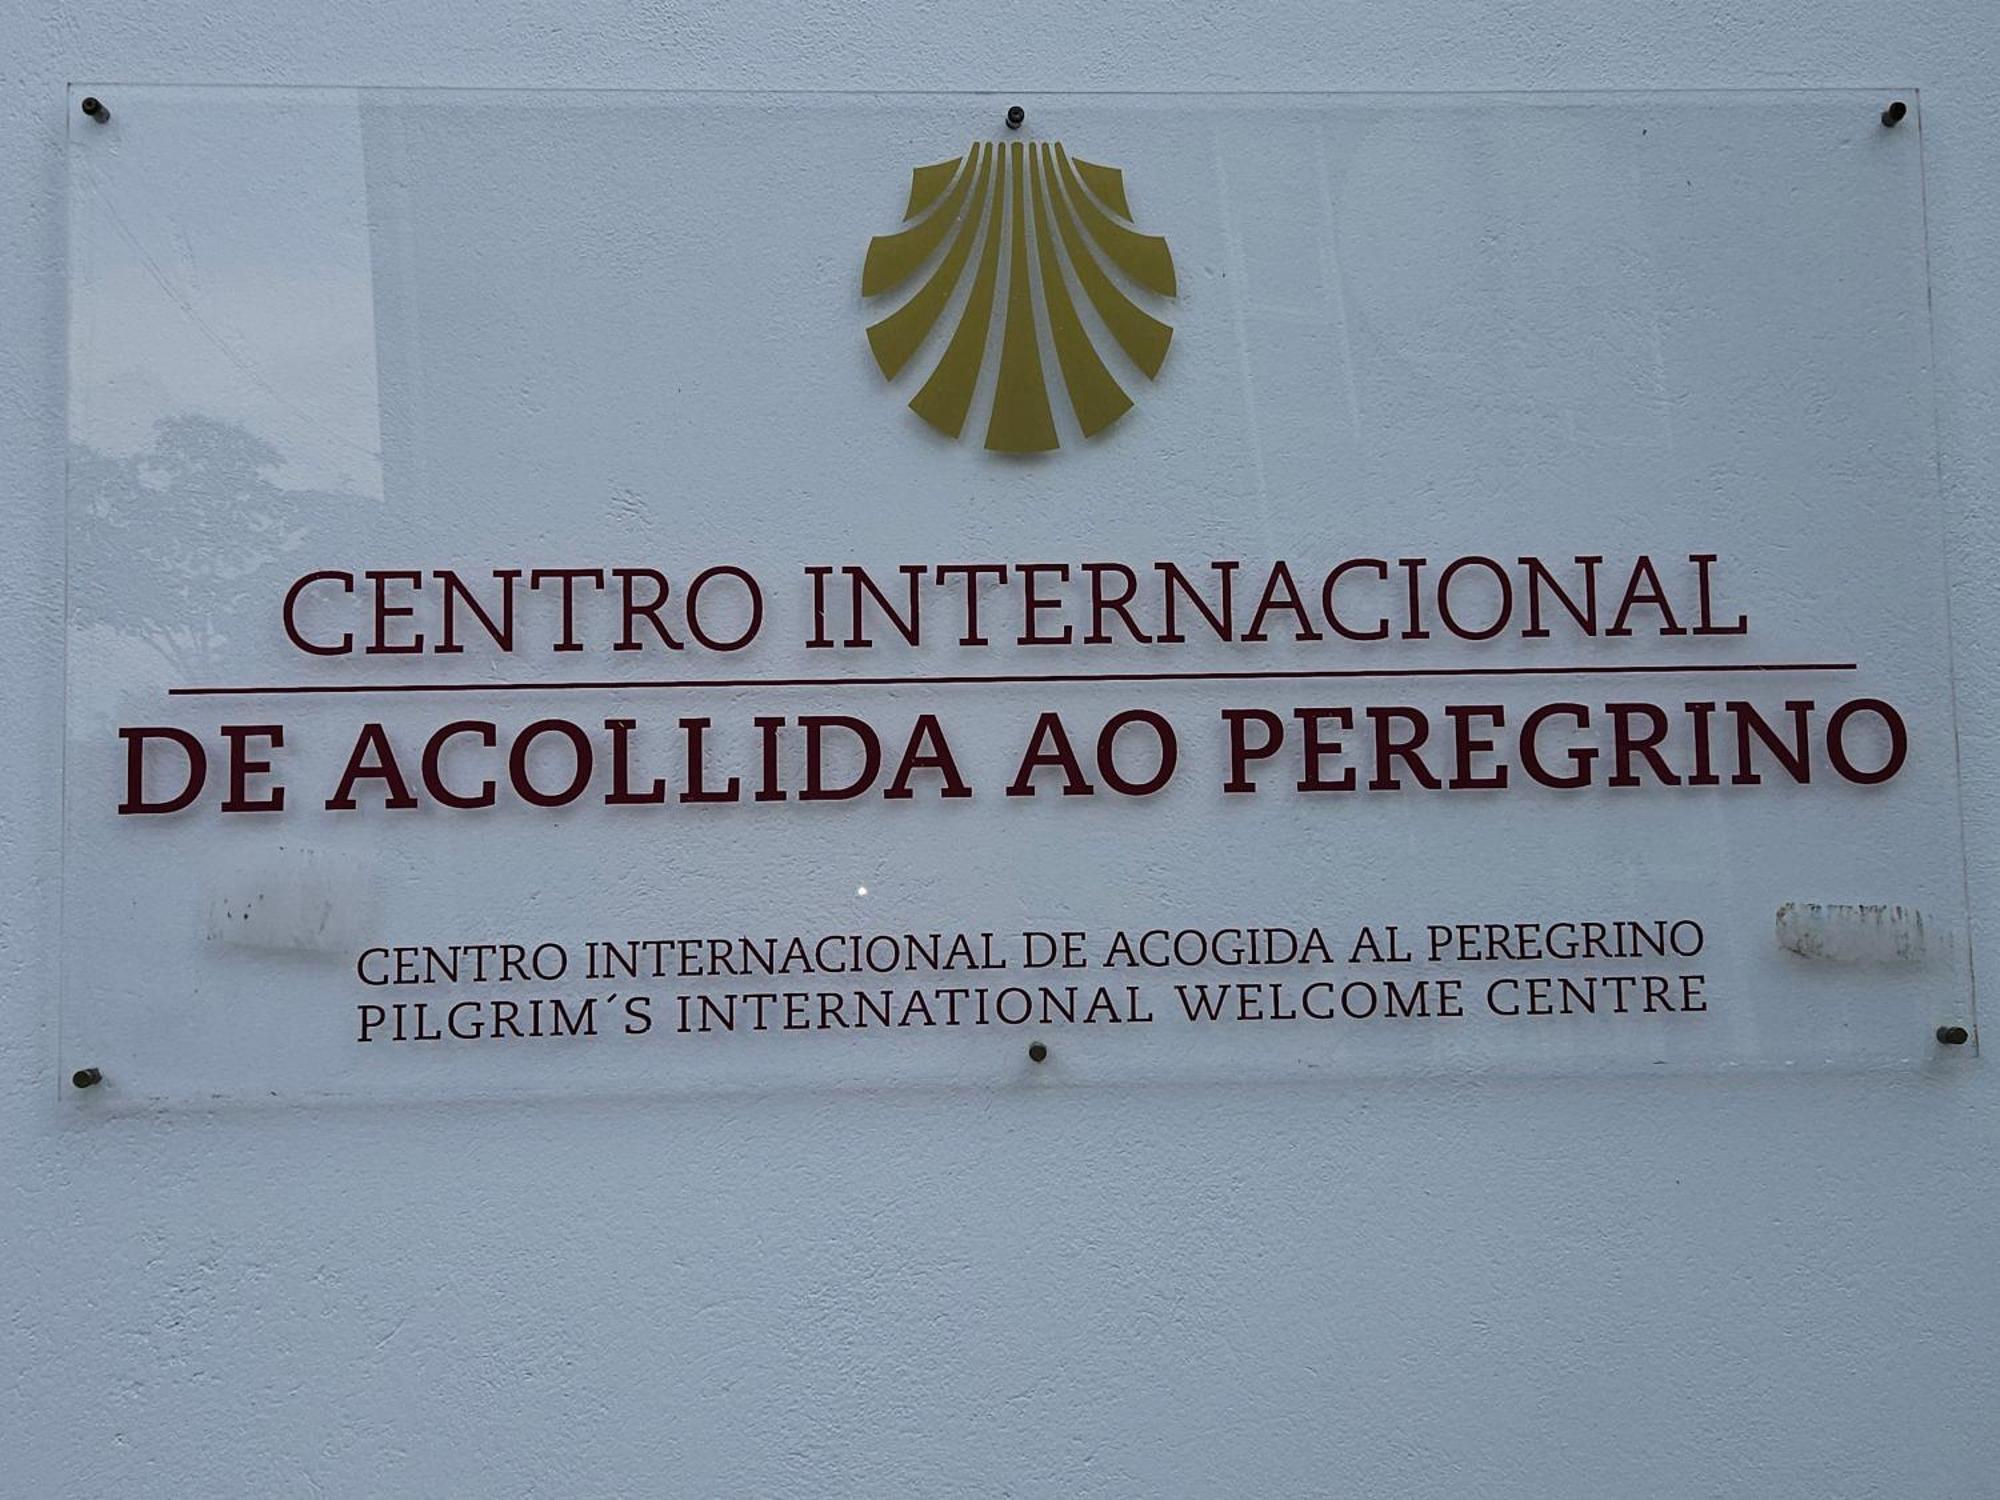 CENTRO INTERNACIONAL
DE ACOLLIDA AO PEREGRINO
CENTRO INTERNACIONAL DE ACOGIDA AL PEREGRINO
PILGRIM´S INTERNATIONAL WELCOME CENTRE